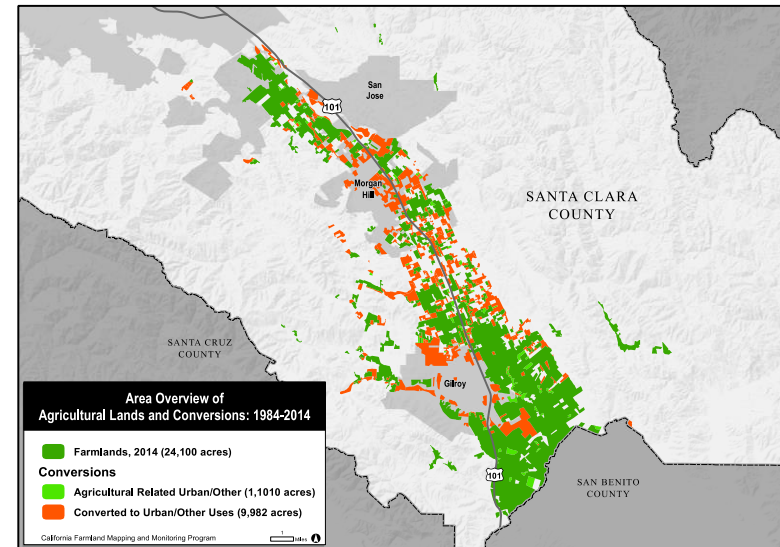 San
Jose
101
Morgan
Hill
SANTA CLARA
COUNTY
SANTA CRUZ
COUNTY
Gilroy
101
SAN BENITO
COUNTY
Area Overview of
Agricultural Lands and Conversions: 1984-2014
Farmlands, 2014 (24,100 acres)
Conversions
Agricultural Related Urban/Other (1,1010 acres)
Converted to Urban/Other Uses (9,982 acres)
California Farmland Mapping and Monitoring Program
1
Miles